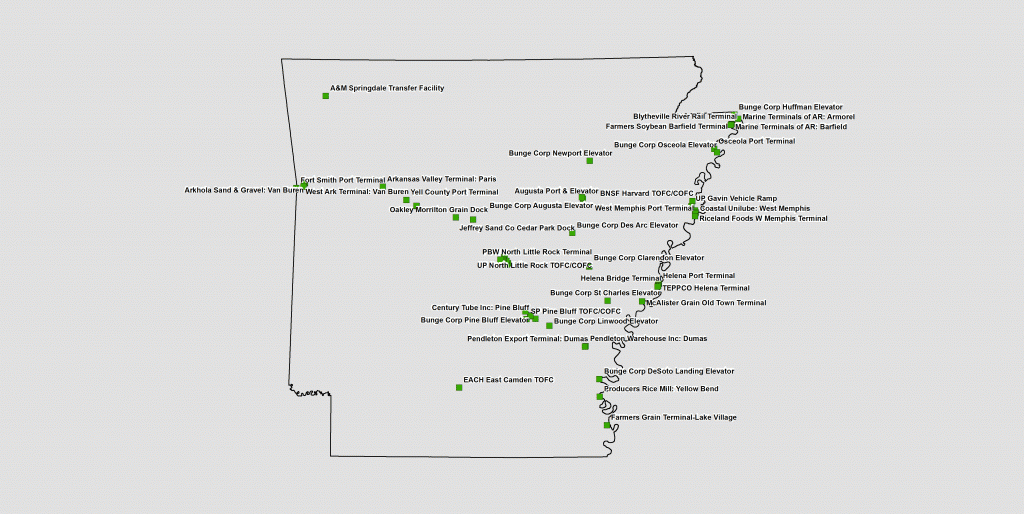 A&M Springdale Transfer Facility
Bunge Corp Huffman Elevator
Blytheville River Rail Terminal
Marine Terminals of AR: Armorel
Farmers Soybean Barfield Terminal
Marine Terminals of AR: Barfield
Bunge Corp Osceola Elevator
Osceola Port Terminal
Bunge Corp Newport Elevator
Fort Smith Port Terminal
Arkansas Valley Terminal: Paris
Arkhola Sand & Gravel: Van Buren
West Ark Terminal: Van Buren
Yell County Port Terminal
Augusta Port & Elevator
BNSF Harvard TOFC/COFC
UP Gavin Vehicle Ramp
Oakley
Morrilton Grain Dock
Bunge Corp Augusta Elevator
West Memphis Port Terminal
Coastal Unilube: West Memphis
Riceland Foods W Memphis Terminal
Jeffrey Sand Co Cedar Park Dock
Bunge Corp Des Arc Elevator
PBW North Little Rock Terminal
Bunge Corp Clarendon Elevator
UP North Little Rock TOFC/COFC
Helena Bridge Terminal
Helena Port Terminal
TEPPCO Helena Terminal
Bunge Corp St Charles Elevator
McAlister Grain Old Town Terminal
Century Tube Inc: Pine Bluff
SP Pine Bluff TOFC/COFC
Bunge Corp Pine Bluff Elevator
Bunge Corp Linwood Elevator
Pendleton Export Terminal: Dumas
Pendleton Warehouse Inc: Dumas
Bunge Corp DeSoto Landing Elevator
EACH East Camden TOFC
Producers Rice Mill: Yellow Bend
Farmers Grain Terminal-Lake Village